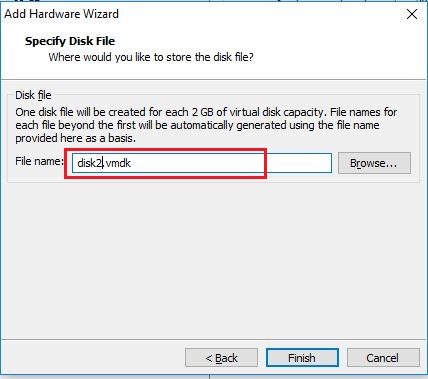 Add Hardware Wizard
Specify Disk File
Where would you like to store the disk file?
Disk file
One disk file will be created for each 2 GB of virtual disk capacity. File names for
each file beyond the first will be automatically generated using the file name
provided here as a basis.
File name: disk2.vmdk Browse...
< Back Finish Cancel